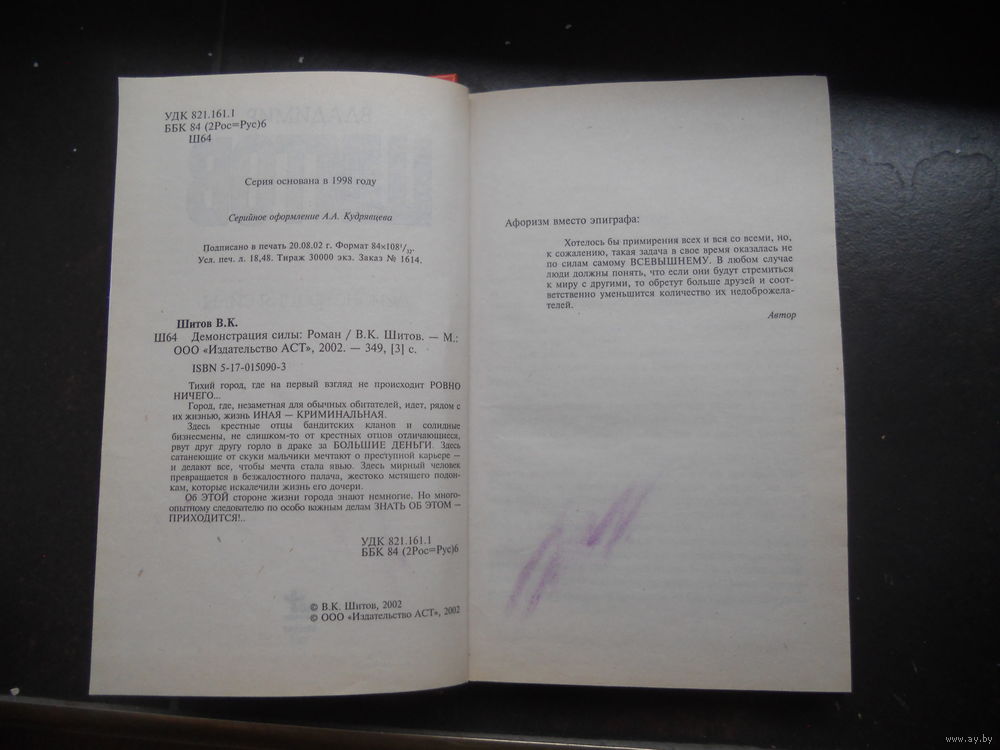 УДК 821.161.1
ББК 84 (2Рос=Рус)6
Ш64
Серия основана в 1998 году
Серийное оформление А.А. Кудрявцева
Подписано в печать 20.08.02 г. Формат 84×108¹/₃₂.
Усл. печ. л. 18,48. Тираж 30000 экз. Заказ № 1614.
Шитов В.К.
Ш64 Демонстрация силы: Роман / В.К. Шитов. — М.:
ООО «Издательство АСТ», 2002. — 349, [3] с.
ISBN 5-17-015090-3
Тихий город, где на первый взгляд не происходит РОВНО
НИЧЕГО...
Город, где, незаметная для обычных обитателей, идет, рядом с
их жизнью, жизнь ИНАЯ — КРИМИНАЛЬНАЯ.
Здесь крестные отцы бандитских кланов и солидные
бизнесмены, не слишком-то от крестных отцов отличающиеся,
рвут друг другу горло в драке за БОЛЬШИЕ ДЕНЬГИ. Здесь
сатанеющие от скуки мальчики мечтают о преступной карьере —
и делают все, чтобы мечта стала явью. Здесь мирный человек
превращается в безжалостного палача, жестоко мстящего подон-
кам, которые искалечили жизнь его дочери.
Об ЭТОЙ стороне жизни города знают немногие. Но много-
опытному следователю по особо важным делам ЗНАТЬ ОБ ЭТОМ —
ПРИХОДИТСЯ!..
УДК 821.161.1
ББК 84 (2Рос=Рус)6
© В.К. Шитов, 2002
© ООО «Издательство АСТ», 2002
Афоризм вместо эпиграфа:
Хотелось бы примирения всех и вся со всеми, но,
к сожалению, такая задача в свое время оказалась не
по силам самому ВСЕВЫШНЕМУ. В любом случае
люди должны понять, что если они будут стремиться
к миру с другими, то обретут больше друзей и соот-
ветственно уменьшится количество их недоброжела-
телей.
Автор
www.ay.by